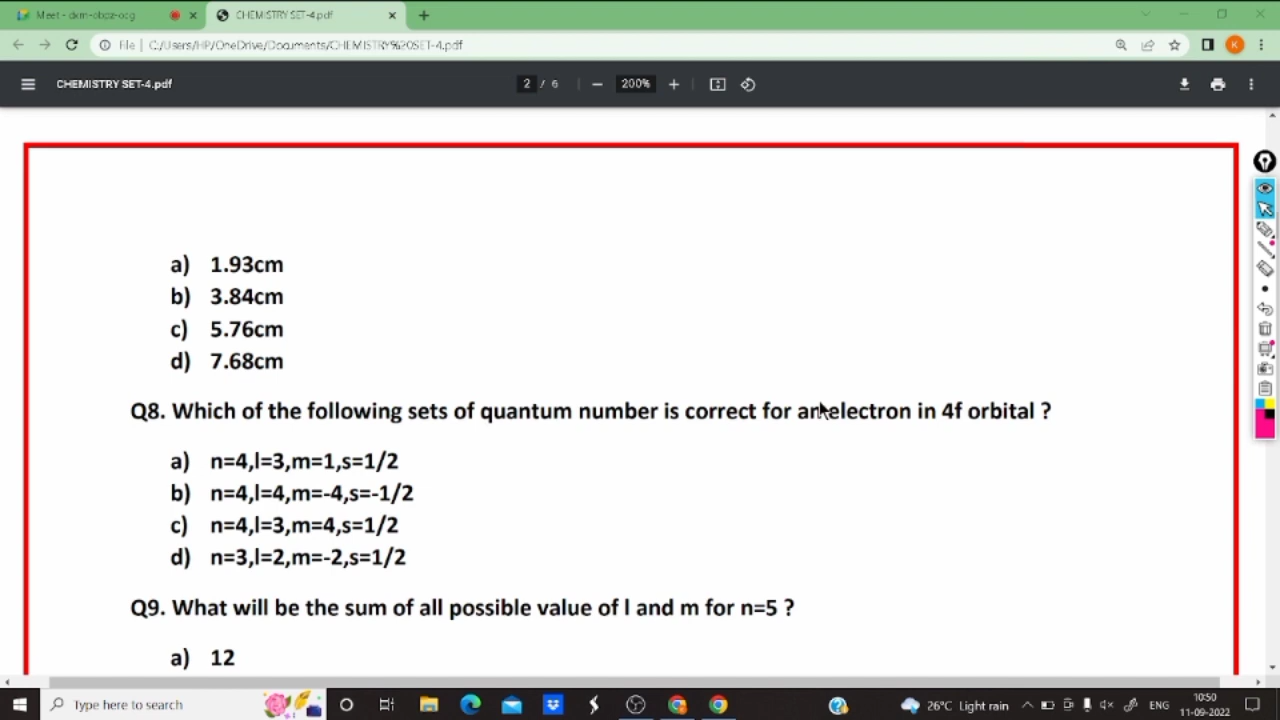 Meet - dxm-obpz-ocg
CHEMISTRY SET-4.pdf
File
C:/Users/HP/OneDrive/Documents/CHEMISTRY%20SET-4.pdf
K
CHEMISTRY SET-4.pdf
2 / 6
200%
a) 1.93cm
b) 3.84cm
c) 5.76cm
d) 7.68cm
Q8. Which of the following sets of quantum number is correct for an electron in 4f orbital ?
a) n=4,l=3,m=1,s=1/2
b) n=4,l=4,m=-4,s=-1/2
c) n=4,l=3,m=4,s=1/2
d) n=3,l=2,m=-2,s=1/2
Q9. What will be the sum of all possible value of l and m for n=5 ?
a) 12
Type here to search
26°C Light rain
ENG
10:50
11-09-2022